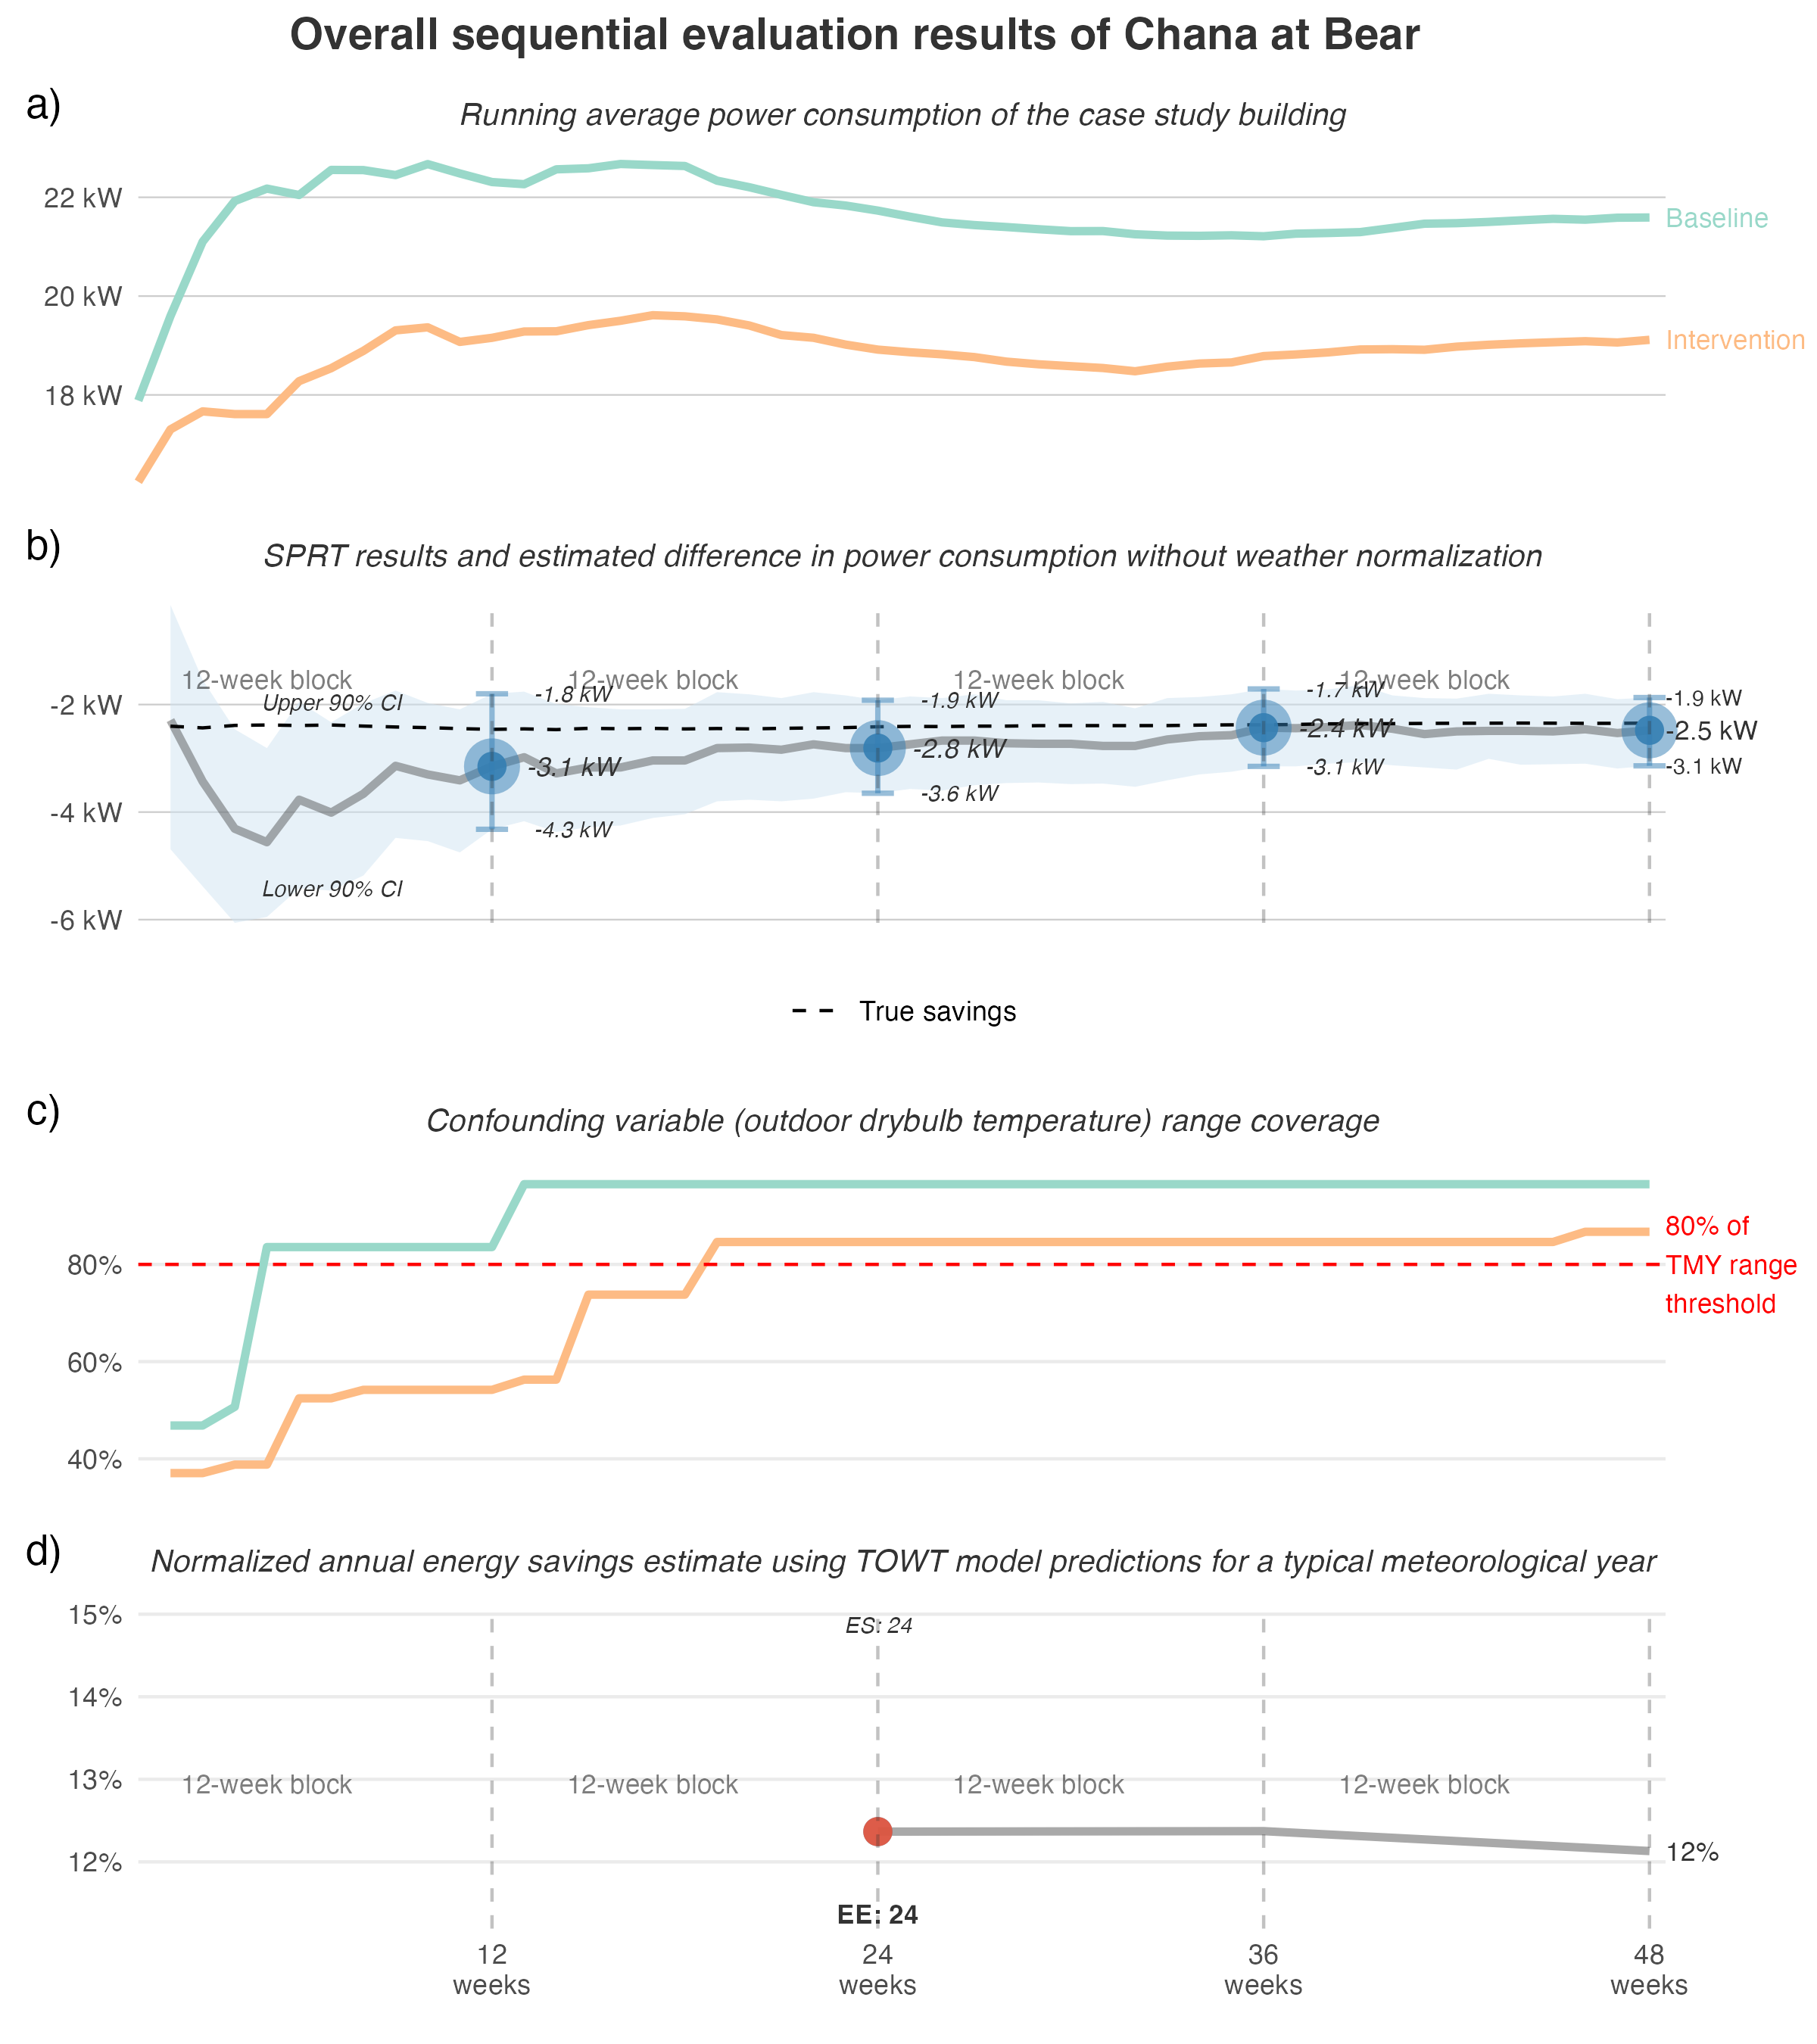 Overall sequential evaluation results of Chana at Bear
a)
Running average power consumption of the case study building
22 kW
Baseline
20 kW
Intervention
18 kW
b)
SPRT results and estimated difference in power consumption without weather normalization
12-week block
12-week block
12-week block
12-week block
-2 kW
Upper 90% CI
-1.8 kW
-1.9 kW
-1.7 kW
-1.9 kW
-3.1 kW
-2.8 kW
-2.4 kW
-2.5 kW
-4 kW
-4.3 kW
-3.6 kW
-3.1 kW
-3.1 kW
Lower 90% CI
-6 kW
True savings
c)
Confounding variable (outdoor drybulb temperature) range coverage
80%
80% of
TMY range
threshold
60%
40%
d)
Normalized annual energy savings estimate using TOWT model predictions for a typical meteorological year
15%
ES: 24
14%
13%
12-week block
12-week block
12-week block
12-week block
12%
12%
EE: 24
12
weeks
24
weeks
36
weeks
48
weeks